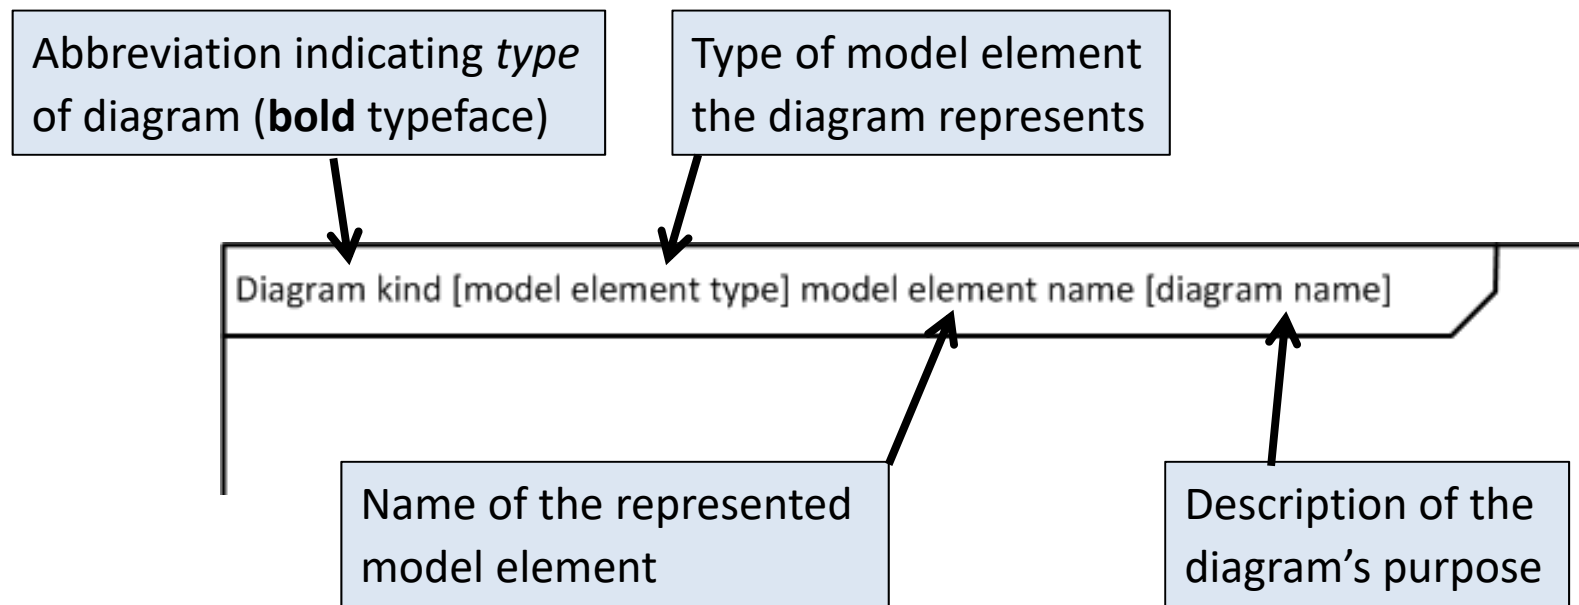 Abbreviation indicating type
of diagram (bold typeface)
Type of model element
the diagram represents
Diagram kind [model element type] model element name [diagram name]
Name of the represented
model element
Description of the
diagram’s purpose